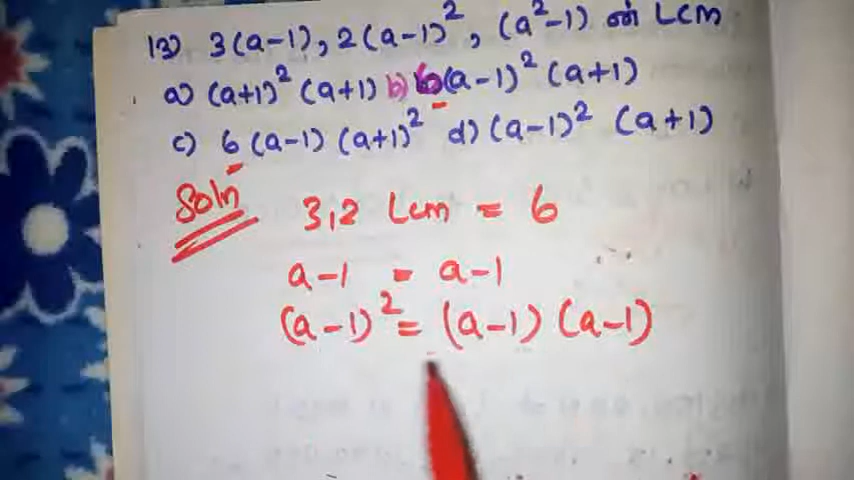 13) 3(a-1), 2(a-1)², (a²-1) ன் Lcm
a) (a+1)² (a+1) b) 6(a-1)² (a+1)
c) 6(a-1) (a+1)² d) (a-1)² (a+1)
Soln
3,2 Lcm = 6
a-1 = a-1
(a-1)² = (a-1) (a-1)